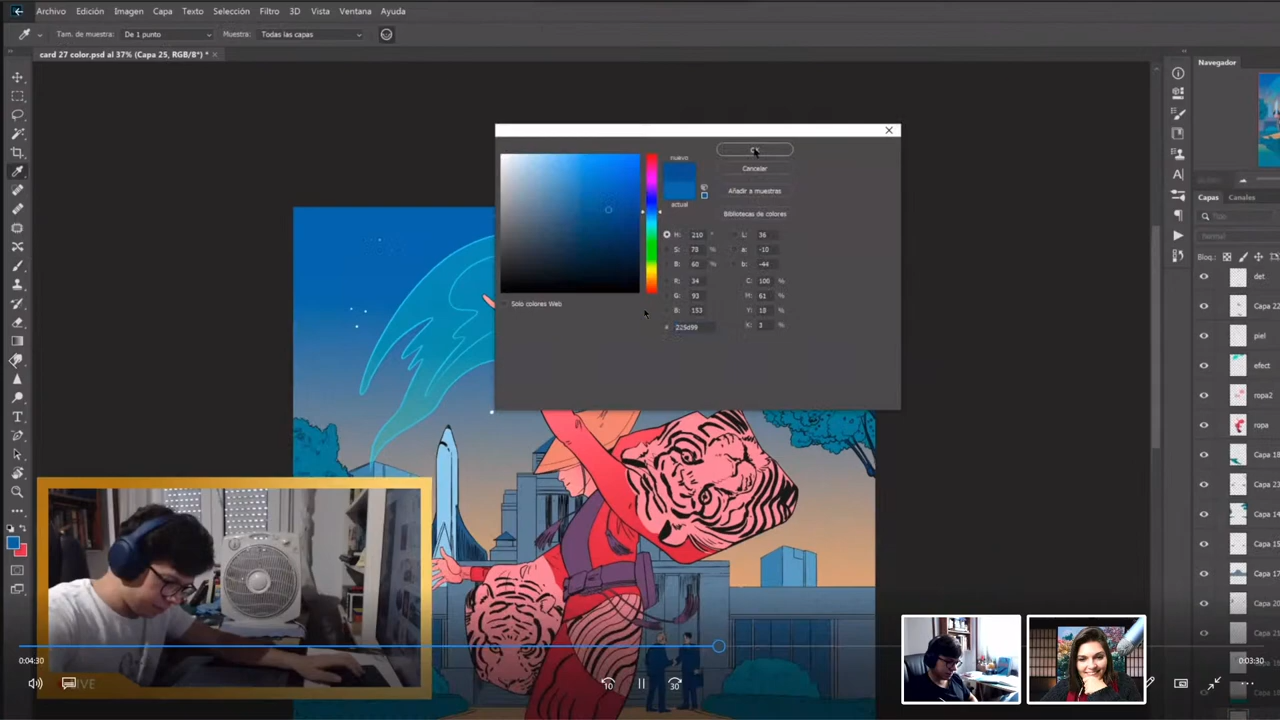 Archivo Edición Imagen Capa Texto Selección Filtro 3D Vista Ventana Ayuda
Tam. de muestra: De 1 punto Muestra: Todas las capas
card 27 color.psd al 37% (Capa 25, RGB/8*) * ×
Navegador
nuevo
actual
Cancelar
Añadir a muestras
Bibliotecas de colores
H: 210 °
S: 78 %
B: 60 %
R: 34
G: 93
B: 153
# 225d99
L: 36
a: -10
b: -44
C: 100 %
M: 61 %
Y: 18 %
K: 3 %
Solo colores Web
Capas Canales
Normal
Bloq.:
det
Capa 22
piel
efect
ropa2
ropa
Capa 18
Capa 23
Capa 14
Capa 15
Capa 17
Capa 20
Capa 21
0:04:30
0:03:30
10
30